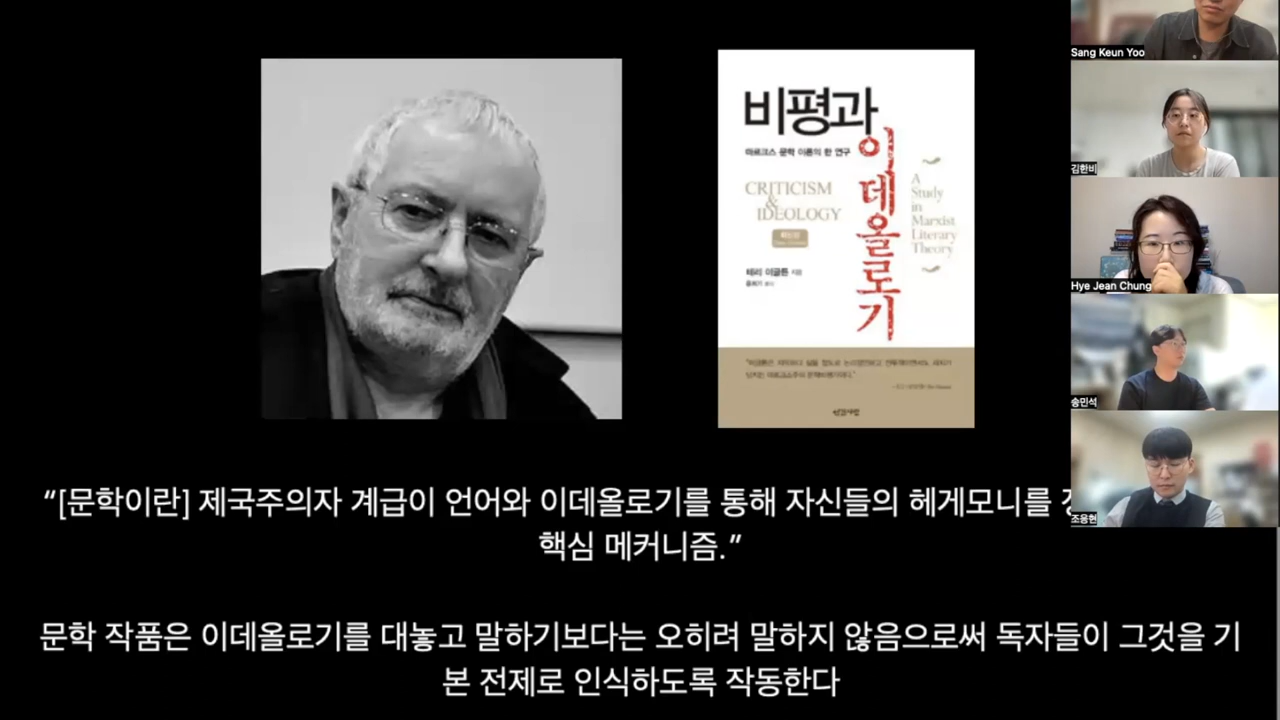 비평과
이데올로기
마르크스 문학 이론의 한 연구
CRITICISM
&
IDEOLOGY
A
Study
in
Marxist
Literary
Theory
테리 이글튼 지음
“[문학이란] 제국주의자 계급이 언어와 이데올로기를 통해 자신들의 헤게모니를
핵심 메커니즘.”
문학 작품은 이데올로기를 대놓고 말하기보다는 오히려 말하지 않음으로써 독자들이 그것을 기
본 전제로 인식하도록 작동한다
Sang Keun Yoo
김한비
Hye Jean Chung
송민석
조응현